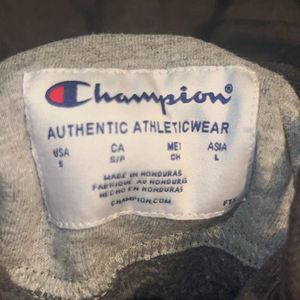 Champion®
AUTHENTIC ATHLETICWEAR
USA CA MEX ASIA
S S/P CH L
MADE IN HONDURAS
FABRIQUÉ AU HONDURAS
HECHO EN HONDURAS
CHAMPION.COM